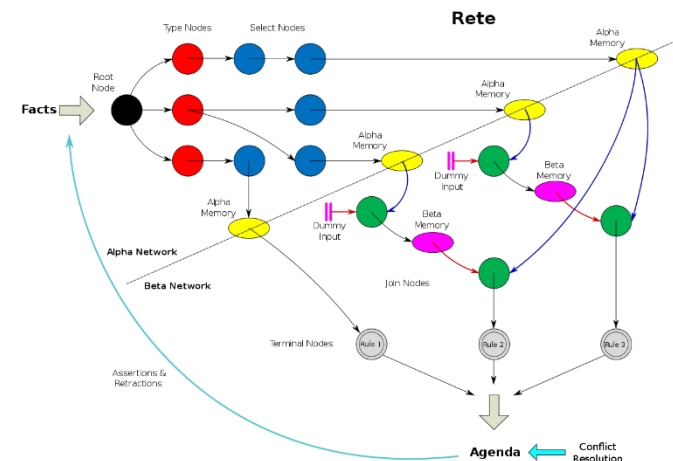 Rete
Type Nodes
Select Nodes
Alpha
Memory
Root
Node
Facts
Alpha
Memory
Alpha
Memory
Dummy
Input
Beta
Memory
Alpha
Memory
Dummy
Input
Beta
Memory
Alpha Network
Beta Network
Join Nodes
Terminal Nodes
Rule 1
Rule 2
Rule 3
Assertions &
Retractions
Agenda
Conflict
Resolution